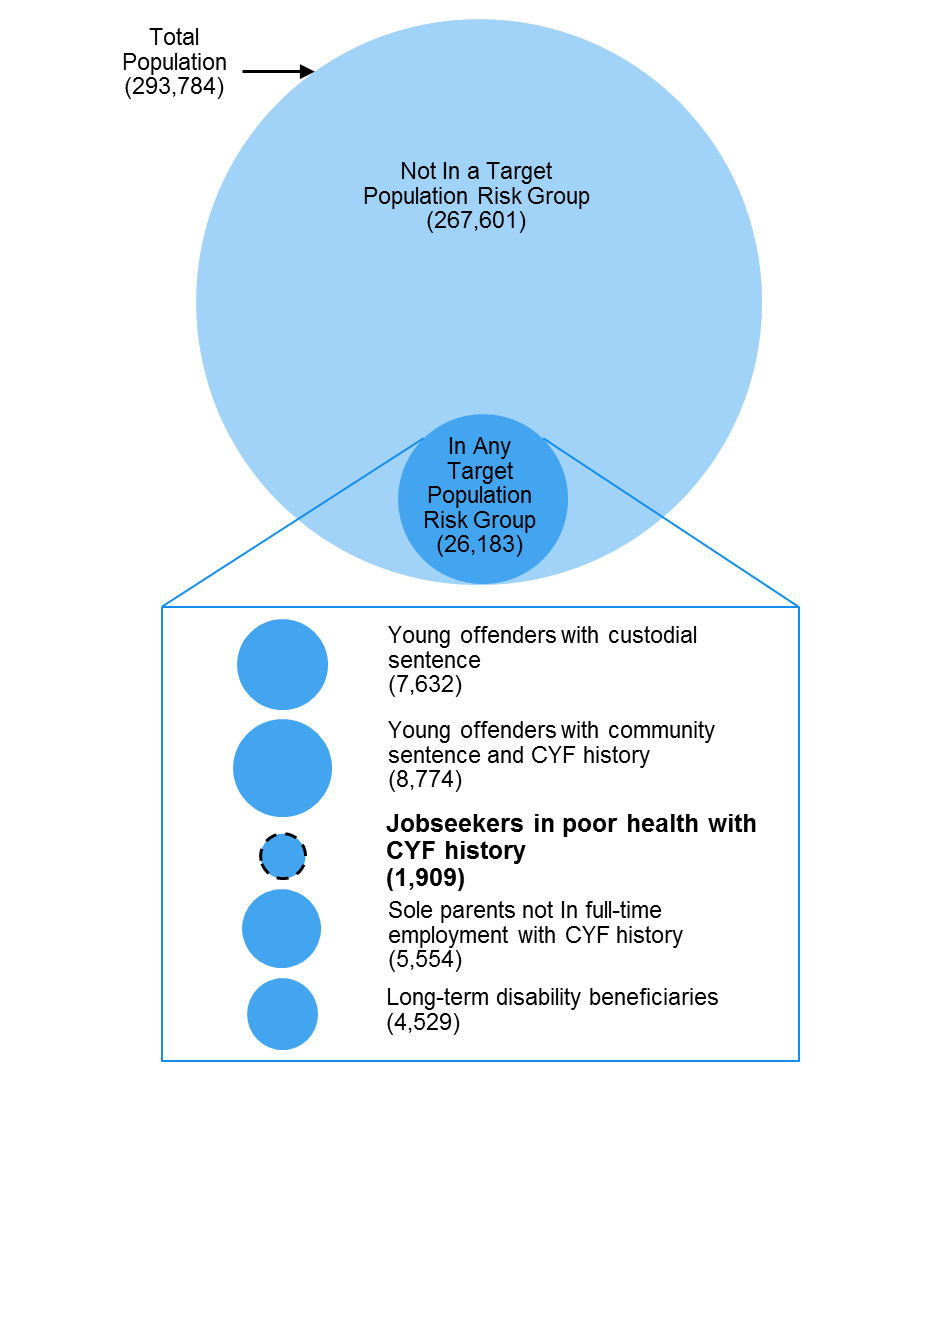 Total
Population
(293,784)
Not In a Target
Population Risk Group
(267,601)
In Any
Target
Population
Risk Group
(26,183)
Young offenders with custodial
sentence
(7,632)
Young offenders with community
sentence and CYF history
(8,774)
Jobseekers in poor health with
CYF history
(1,909)
Sole parents not In full-time
employment with CYF history
(5,554)
Long-term disability beneficiaries
(4,529)